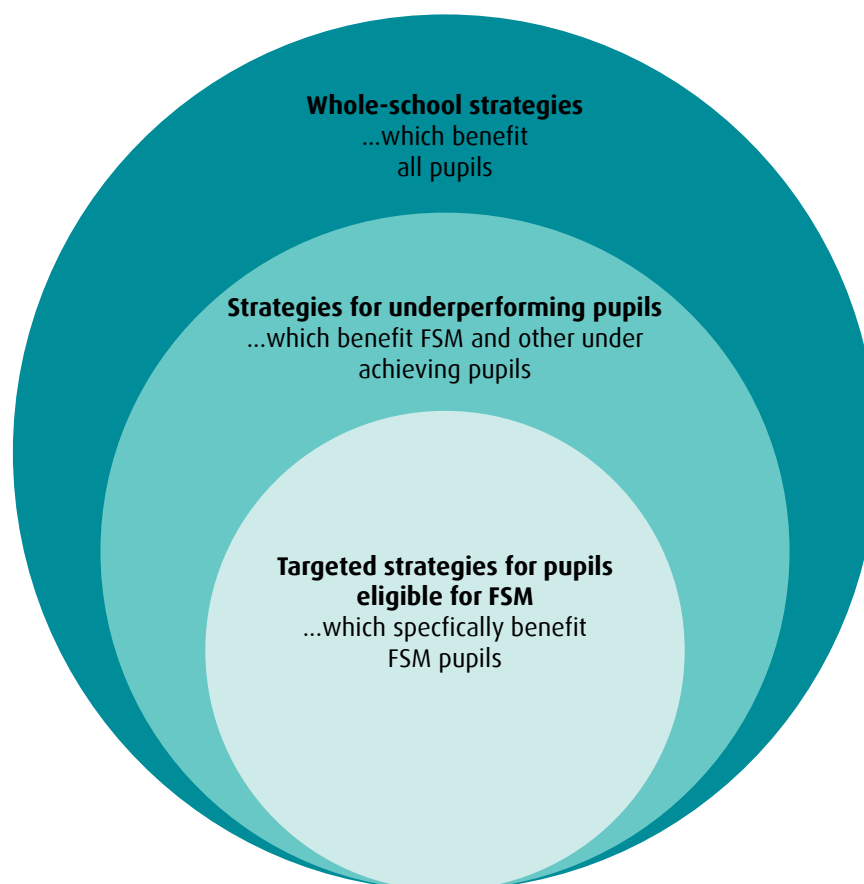 Whole-school strategies
...which benefit
all pupils
Strategies for underperforming pupils
...which benefit FSM and other under
achieving pupils
Targeted strategies for pupils
eligible for FSM
...which specfically benefit
FSM pupils